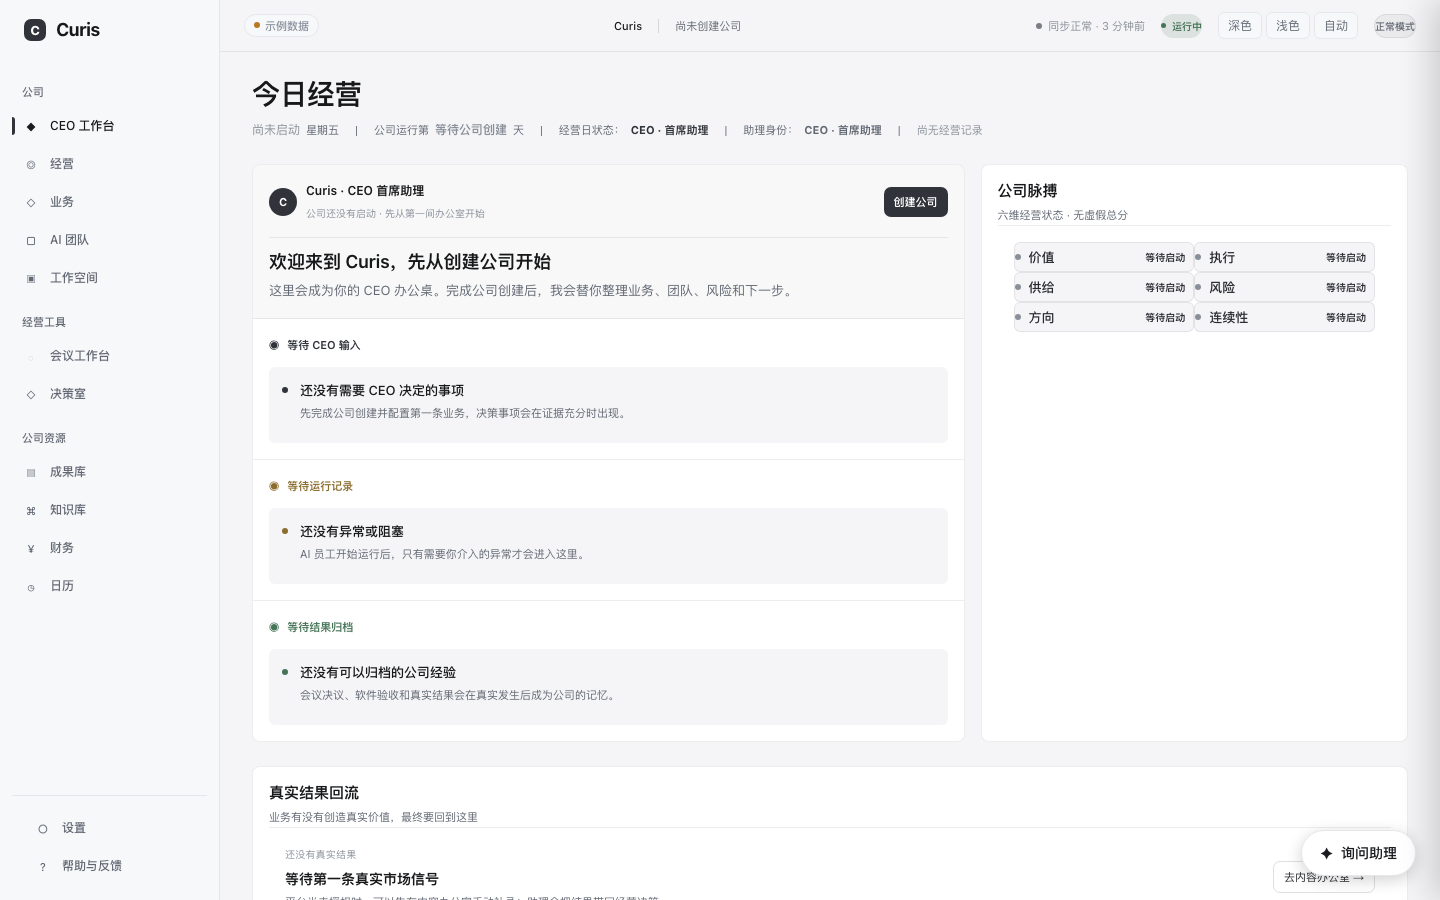 C Curis
公司
CEO 工作台
经营
业务
AI 团队
工作空间
经营工具
会议工作台
决策室
公司资源
成果库
知识库
¥ 财务
日历
设置
? 帮助与反馈
示例数据
Curis
尚未创建公司
同步正常 · 3 分钟前
运行中
深色
浅色
自动
正常模式
今日经营
尚未启动 星期五 | 公司运行第 等待公司创建 天 | 经营日状态: CEO · 首席助理 | 助理身份: CEO · 首席助理 | 尚无经营记录
C
Curis · CEO 首席助理
公司还没有启动 · 先从第一间办公室开始
创建公司
欢迎来到 Curis，先从创建公司开始
这里会成为你的 CEO 办公桌。完成公司创建后，我会替你整理业务、团队、风险和下一步。
等待 CEO 输入
还没有需要 CEO 决定的事项
先完成公司创建并配置第一条业务，决策事项会在证据充分时出现。
等待运行记录
还没有异常或阻塞
AI 员工开始运行后，只有需要你介入的异常才会进入这里。
等待结果归档
还没有可以归档的公司经验
会议决议、软件验收和真实结果会在真实发生后成为公司的记忆。
公司脉搏
六维经营状态 · 无虚假总分
价值 等待启动
执行 等待启动
供给 等待启动
风险 等待启动
方向 等待启动
连续性 等待启动
真实结果回流
业务有没有创造真实价值，最终要回到这里
还没有真实结果
等待第一条真实市场信号
去内容办公室 →
询问助理